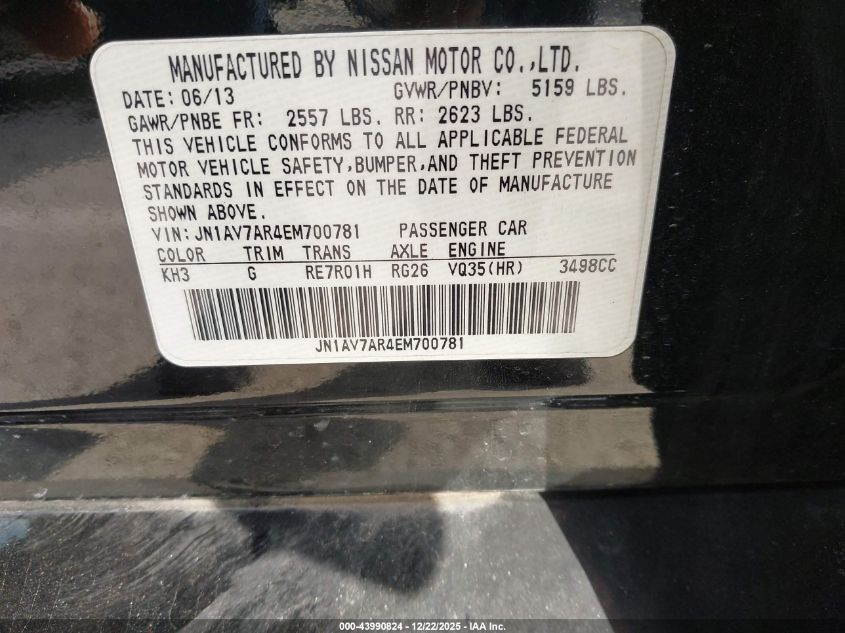 MANUFACTURED BY NISSAN MOTOR CO.,LTD.
DATE: 06/13 GVWR/PNBV: 5159 LBS.
GAWR/PNBE FR: 2557 LBS. RR: 2623 LBS.
THIS VEHICLE CONFORMS TO ALL APPLICABLE FEDERAL
MOTOR VEHICLE SAFETY,BUMPER,AND THEFT PREVENTION
STANDARDS IN EFFECT ON THE DATE OF MANUFACTURE
SHOWN ABOVE.
VIN: JN1AV7AR4EM700781 PASSENGER CAR
COLOR TRIM TRANS AXLE ENGINE
KH3 G RE7R01H RG26 VQ35(HR) 3498CC
JN1AV7AR4EM700781
000-43990824 - 12/22/2025 - IAA Inc.